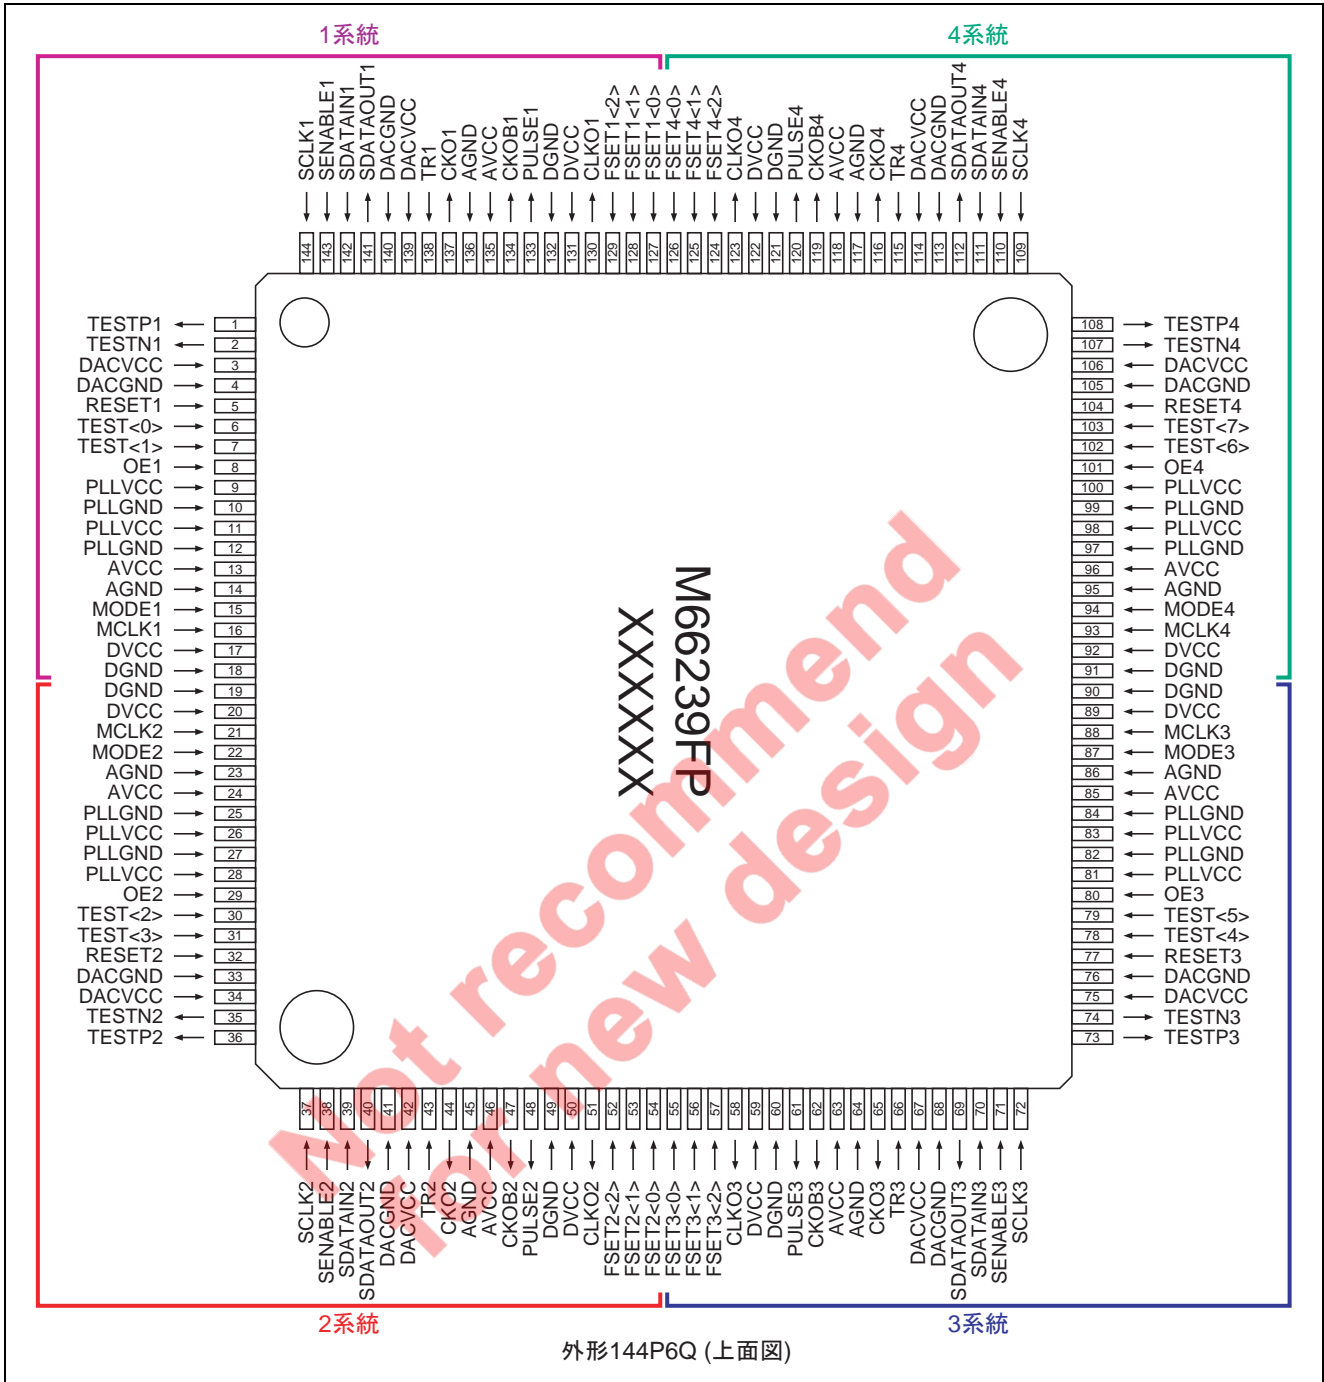 1系統
4系統
SCLK1
SENABLE1
SDATAIN1
SDATAOUT1
DACGND
DACVCC
TR1
CKO1
AGND
AVCC
CKOB1
PULSE1
DGND
DVCC
CLKO1
FSET1<2>
FSET1<1>
FSET1<0>
FSET4<0>
FSET4<1>
FSET4<2>
CLKO4
DVCC
DGND
PULSE4
CKOB4
AVCC
AGND
CKO4
TR4
DACVCC
DACGND
SDATAOUT4
SDATAIN4
SENABLE4
SCLK4
144
143
142
141
140
139
138
137
136
135
134
133
132
131
130
129
128
127
126
125
124
123
122
121
120
119
118
117
116
115
114
113
112
111
110
109
TESTP1 1
TESTN1 2
DACVCC 3
DACGND 4
RESET1 5
TEST<0> 6
TEST<1> 7
OE1 8
PLLVCC 9
PLLGND 10
PLLVCC 11
PLLGND 12
AVCC 13
AGND 14
MODE1 15
MCLK1 16
DVCC 17
DGND 18
DGND 19
DVCC 20
MCLK2 21
MODE2 22
AGND 23
AVCC 24
PLLGND 25
PLLVCC 26
PLLGND 27
PLLVCC 28
OE2 29
TEST<2> 30
TEST<3> 31
RESET2 32
DACGND 33
DACVCC 34
TESTN2 35
TESTP2 36
M66239FP
XXXXXX
Not recommend
for new design
108 TESTP4
107 TESTN4
106 DACVCC
105 DACGND
104 RESET4
103 TEST<7>
102 TEST<6>
101 OE4
100 PLLVCC
99 PLLGND
98 PLLVCC
97 PLLGND
96 AVCC
95 AGND
94 MODE4
93 MCLK4
92 DVCC
91 DGND
90 DGND
89 DVCC
88 MCLK3
87 MODE3
86 AGND
85 AVCC
84 PLLGND
83 PLLVCC
82 PLLGND
81 PLLVCC
80 OE3
79 TEST<5>
78 TEST<4>
77 RESET3
76 DACGND
75 DACVCC
74 TESTN3
73 TESTP3
37
38
39
40
41
42
43
44
45
46
47
48
49
50
51
52
53
54
55
56
57
58
59
60
61
62
63
64
65
66
67
68
69
70
71
72
SCLK2
SENABLE2
SDATAIN2
SDATAOUT2
DACGND
DACVCC
TR2
CKO2
AGND
AVCC
CKOB2
PULSE2
DGND
DVCC
CLKO2
FSET2<2>
FSET2<1>
FSET2<0>
FSET3<0>
FSET3<1>
FSET3<2>
CLKO3
DVCC
DGND
PULSE3
CKOB3
AVCC
AGND
CKO3
TR3
DACVCC
DACGND
SDATAOUT3
SDATAIN3
SENABLE3
SCLK3
2系統
3系統
外形144P6Q (上面図)